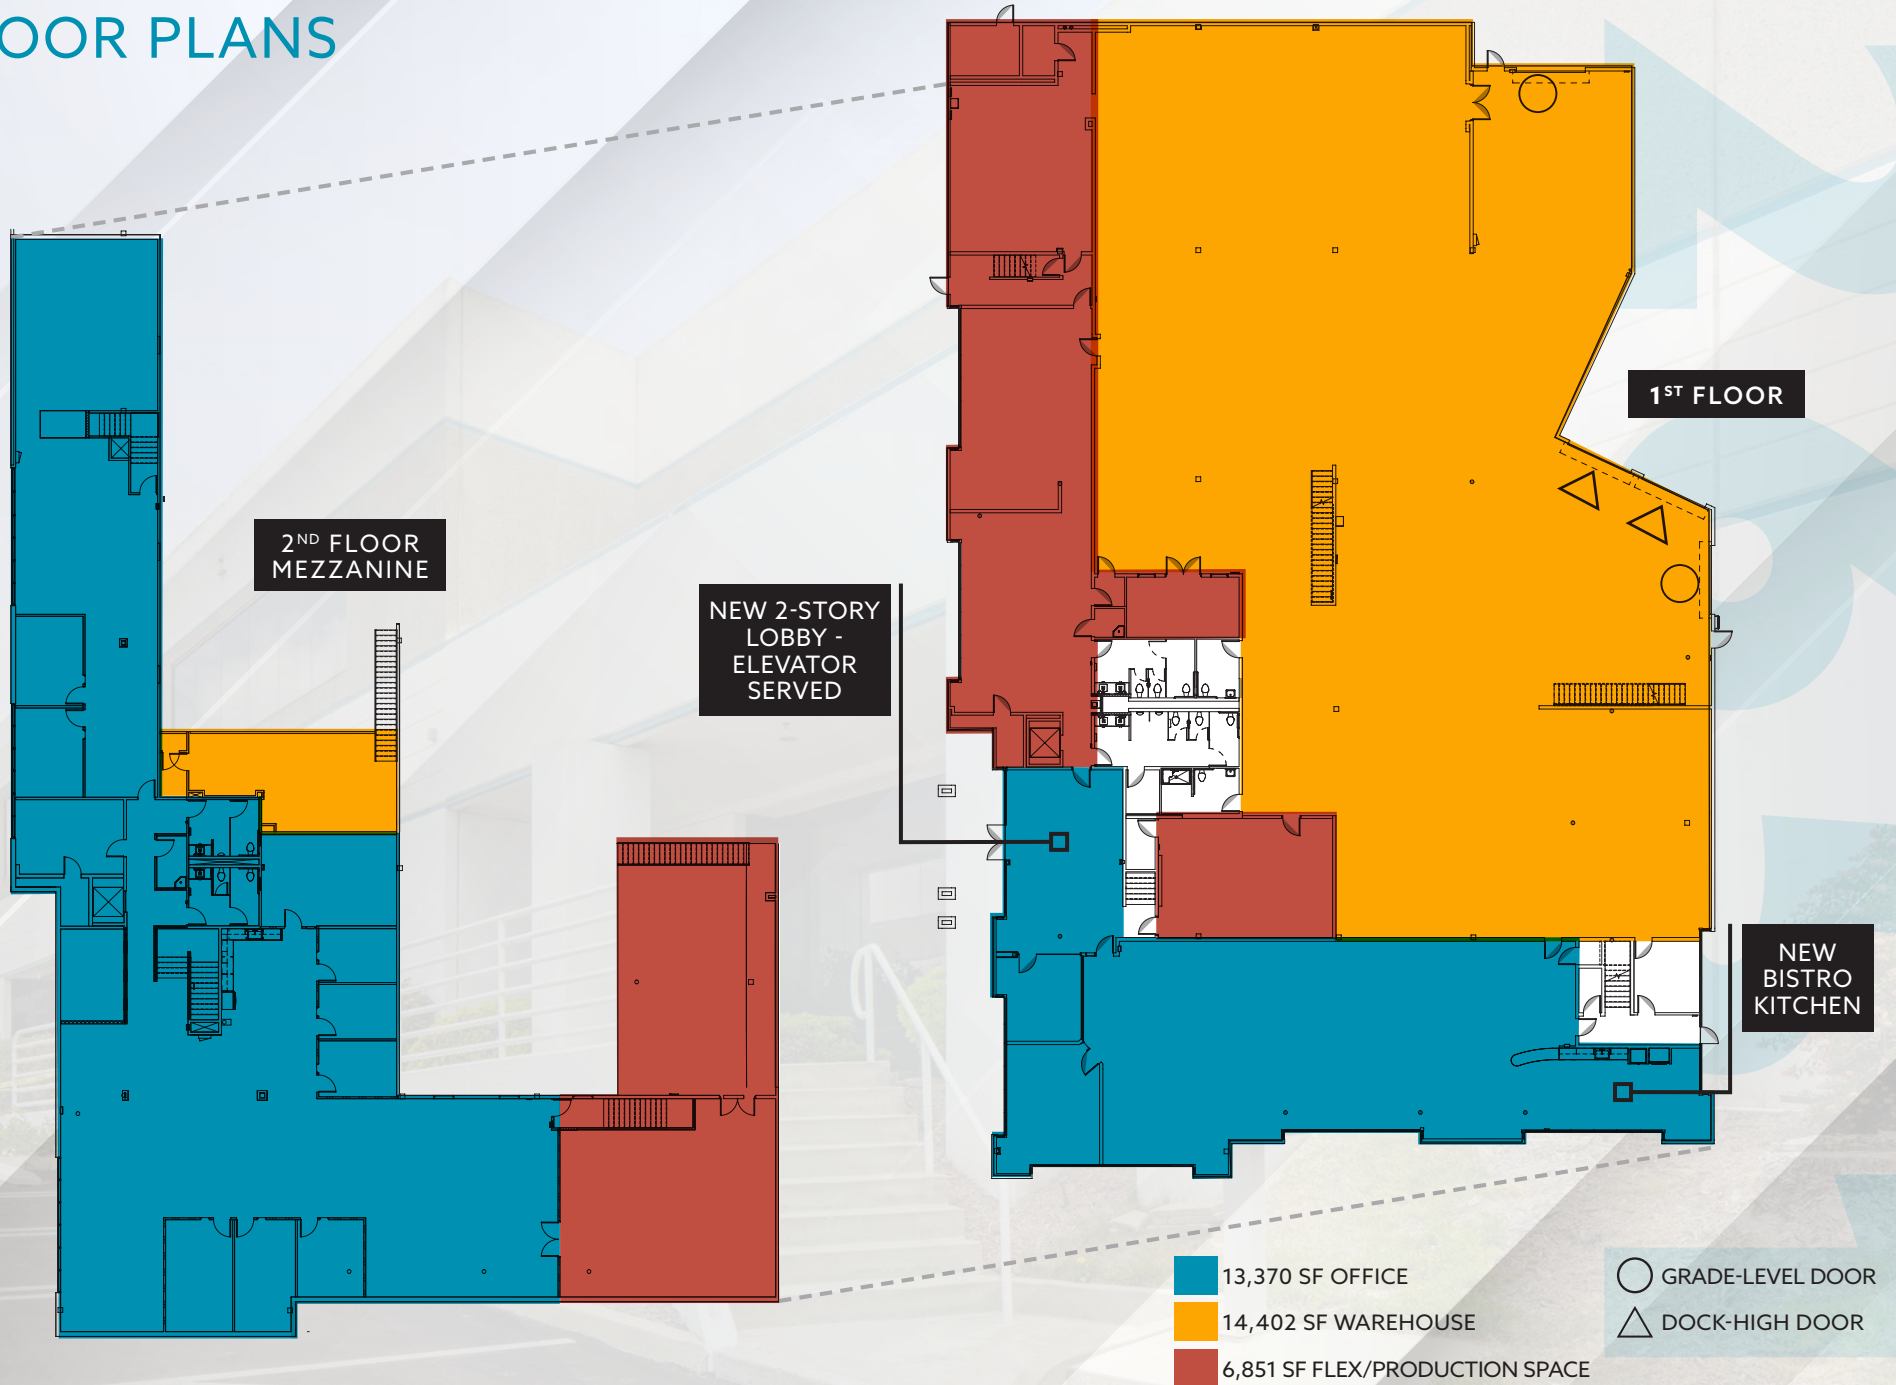 OOR PLANS
1ST FLOOR
2ND FLOOR
MEZZANINE
NEW 2-STORY
LOBBY -
ELEVATOR
SERVED
NEW
BISTRO
KITCHEN
13,370 SF OFFICE
14,402 SF WAREHOUSE
6,851 SF FLEX/PRODUCTION SPACE
GRADE-LEVEL DOOR
DOCK-HIGH DOOR